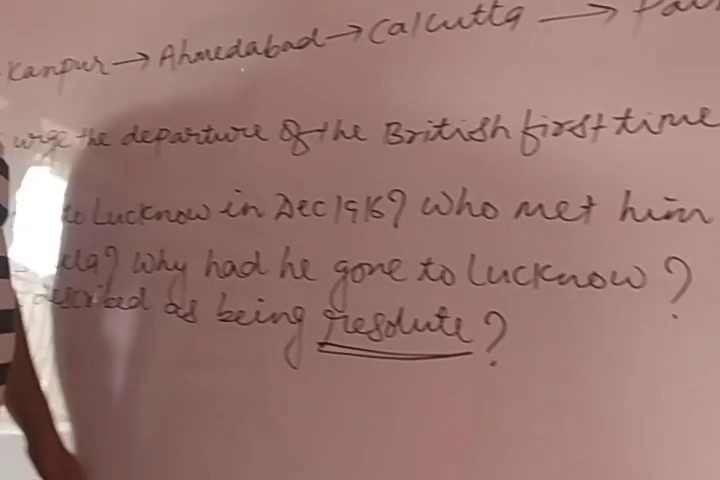 Kanpur → Ahmedabad → Calcutta →
urge the departure of the British first time
to Lucknow in Dec 1916? Who met him
Why had he gone to Lucknow?
described as being resolute?